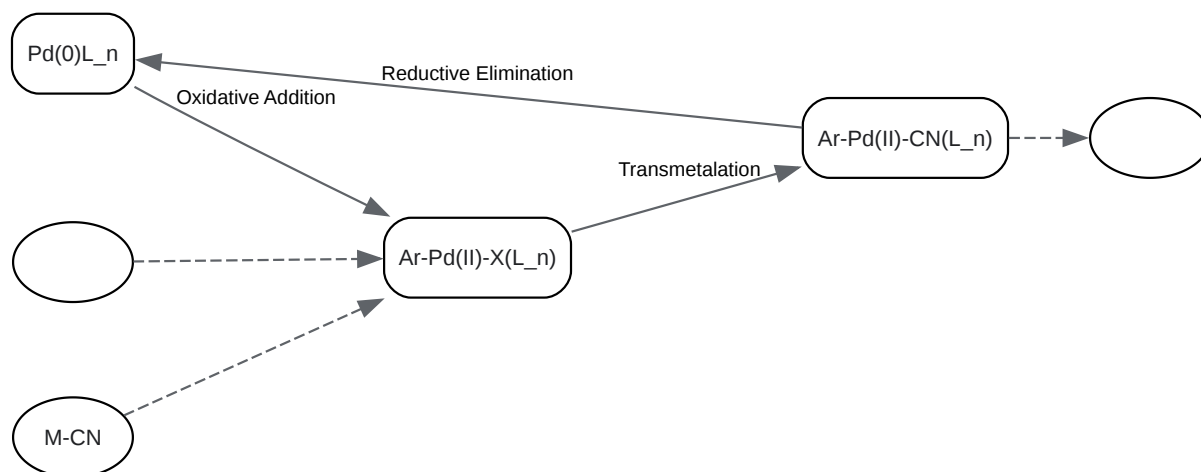 Pd(0)L_n
Reductive Elimination
Oxidative Addition
Ar-Pd(II)-CN(L_n)
Transmetalation
Ar-Pd(II)-X(L_n)
M-CN